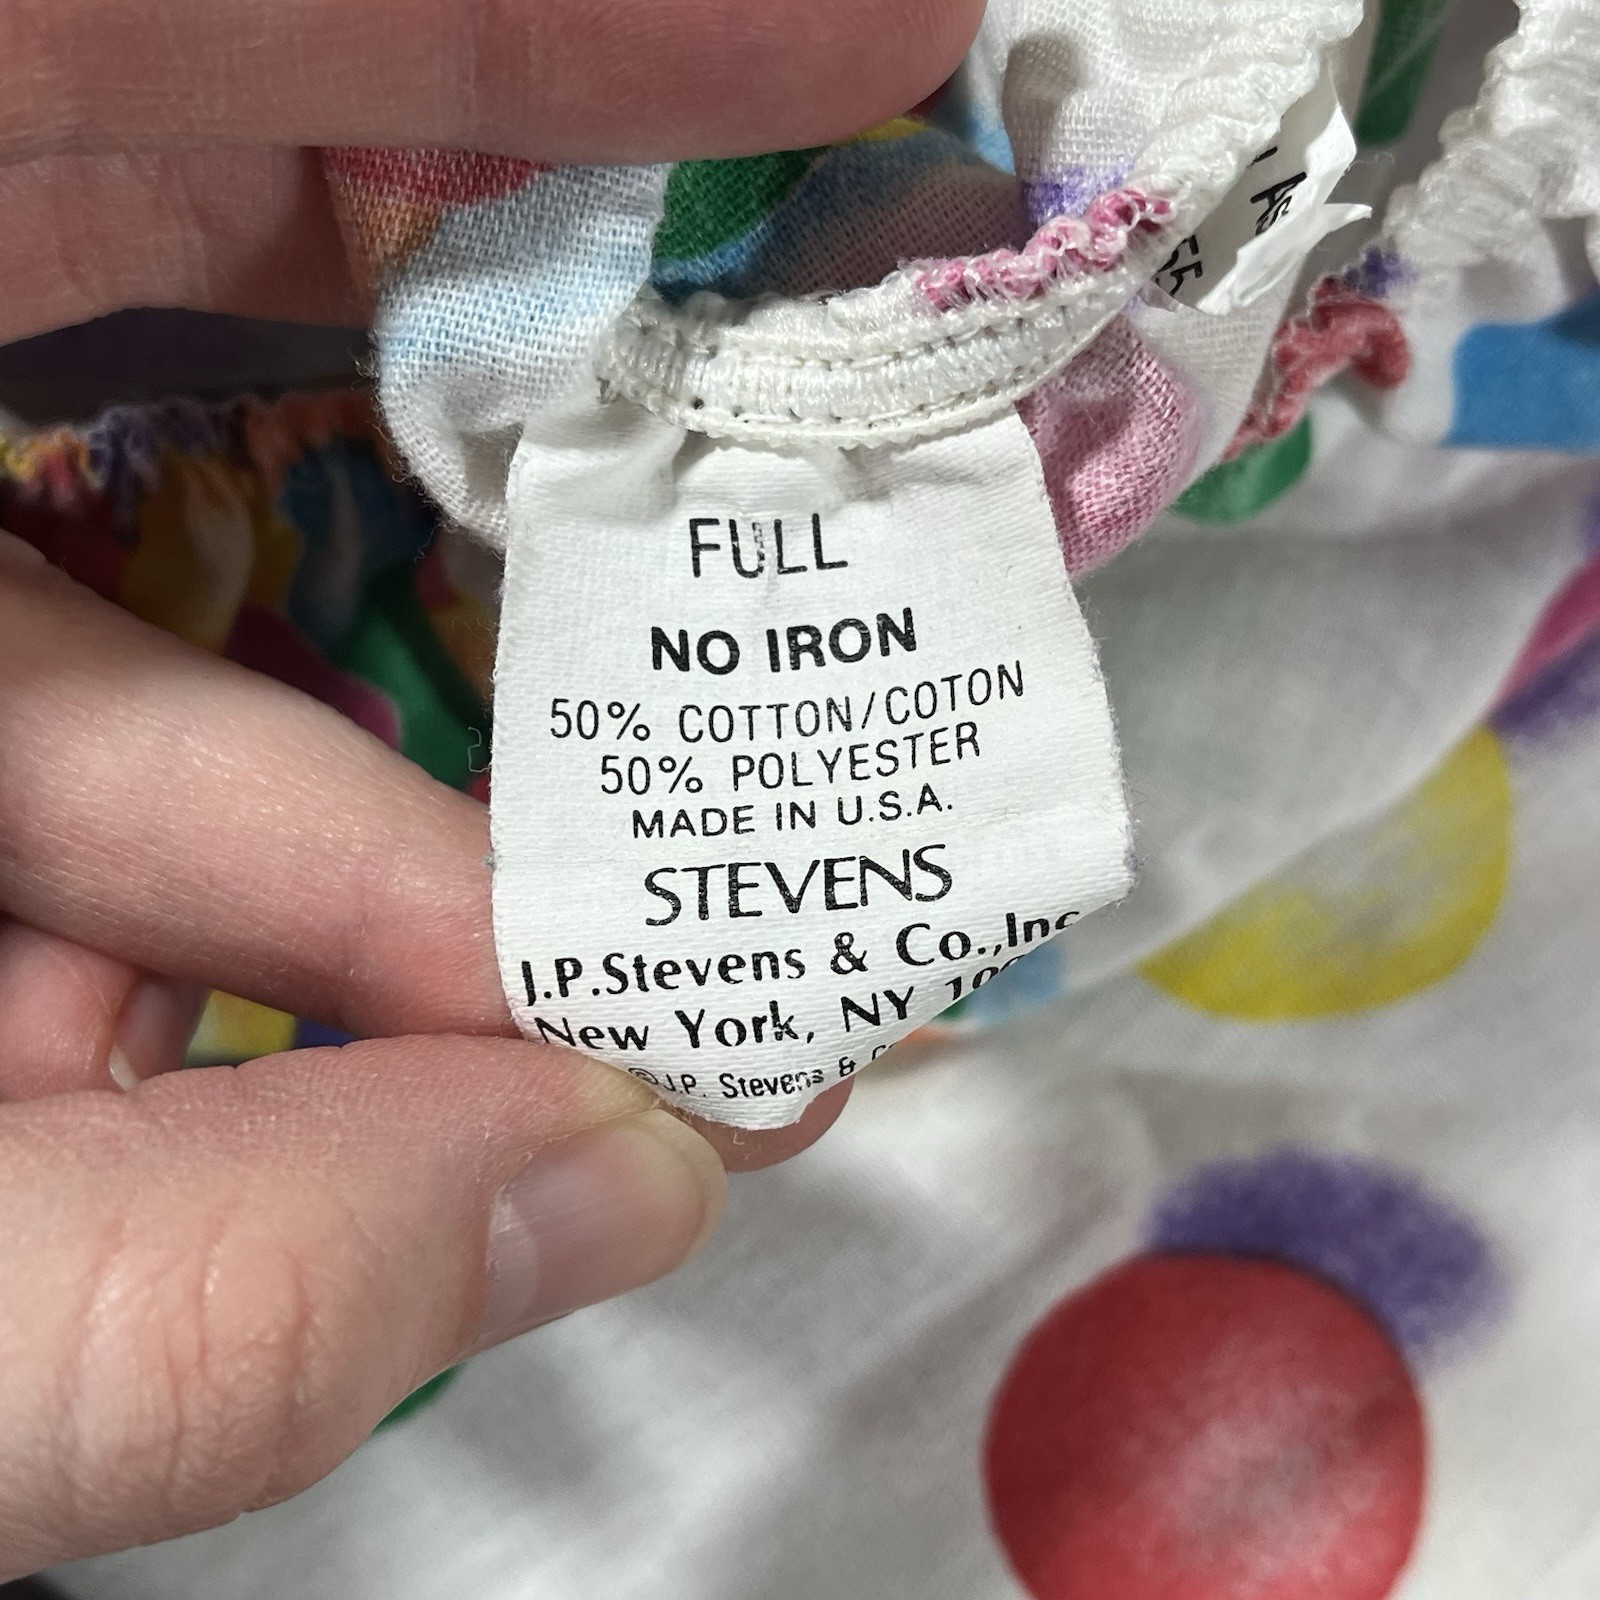 FULL
NO IRON
50% COTTON/COTON
50% POLYESTER
MADE IN U.S.A.
STEVENS
J.P.Stevens & Co.,Inc
New York, NY
©J.P. Stevens &